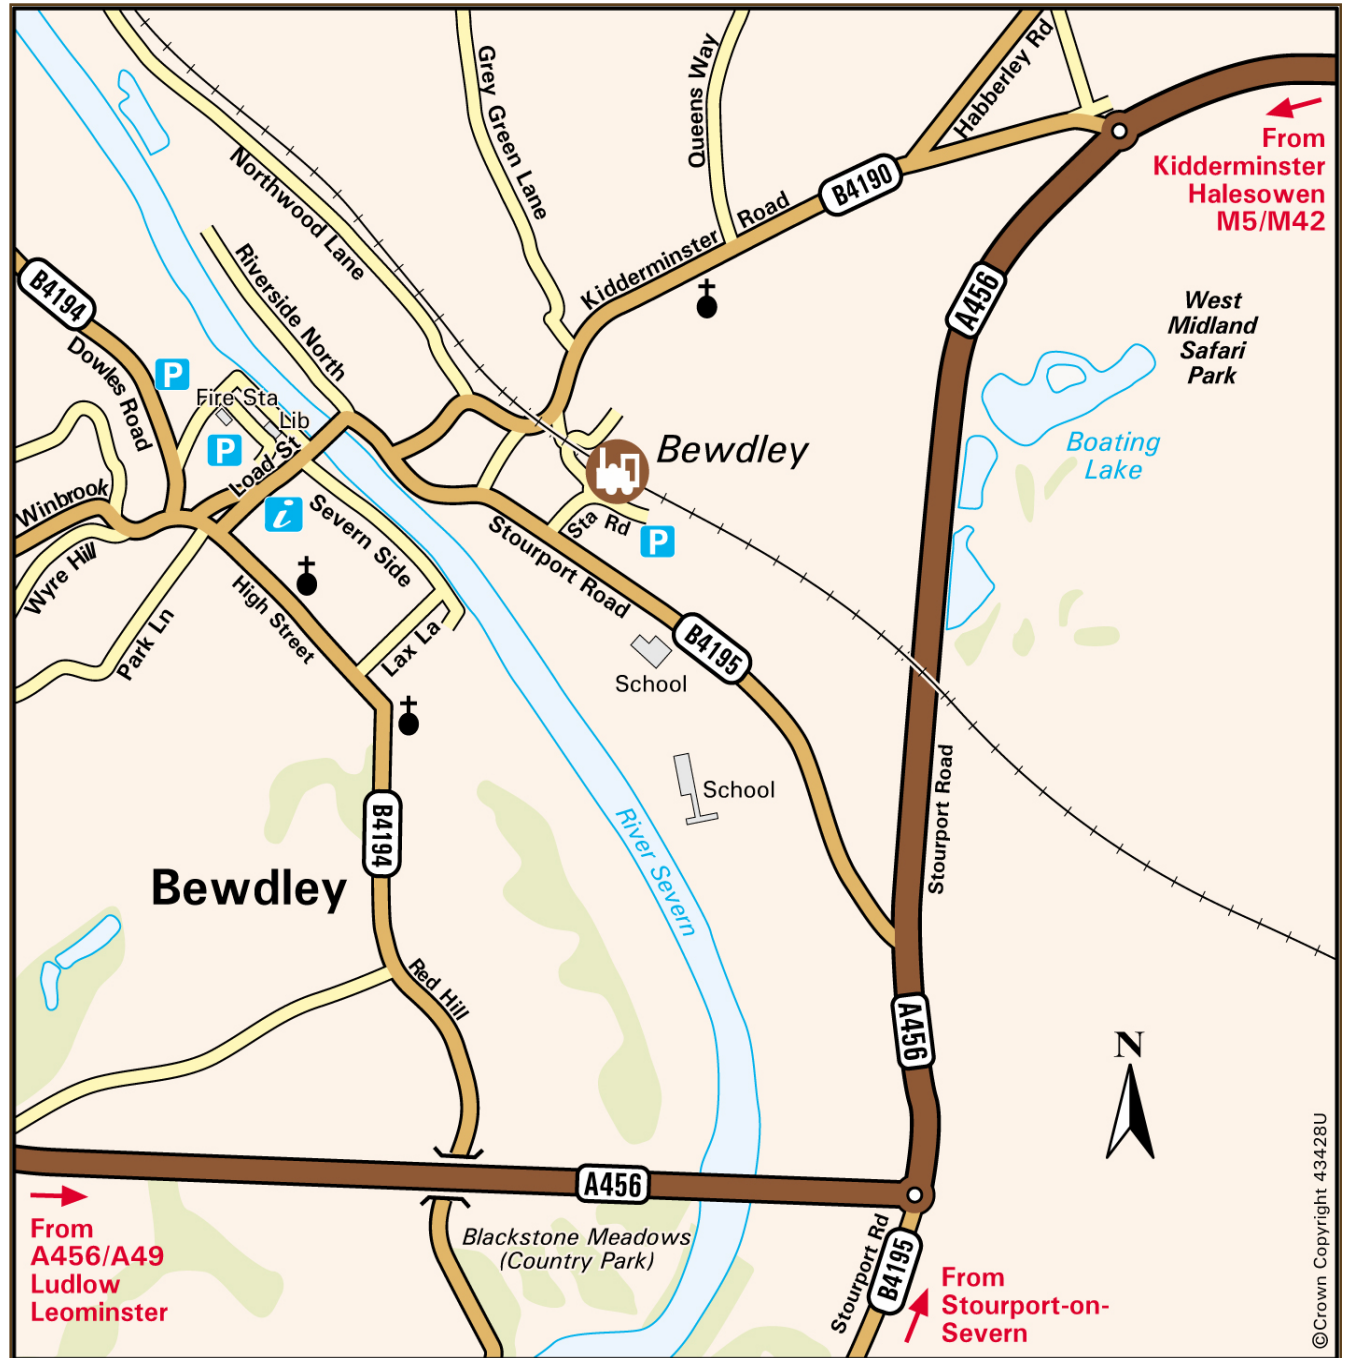 Grey Green Lane
Queens Way
Habberley Rd
From
Kidderminster
Halesowen
M5/M42
B4190
Northwood Lane
Kidderminster Road
Riverside North
B4194
A456
West
Midland
Safari
Park
Dowles Road
P
Fire Sta
Lib
P
Load St
Bewdley
Boating
Lake
Winbrook
i
Severn Side
Sta Rd
P
Stourport Road
Wyre Hill
High Street
Park Ln
Lax La
B4195
School
School
Stourport Road
B4194
River Severn
Bewdley
Red Hill
A456
N
A456
From
A456/A49
Ludlow
Leominster
Blackstone Meadows
(Country Park)
Stourport Rd
B4195
From
Stourport-on-
Severn
©Crown Copyright 43428U